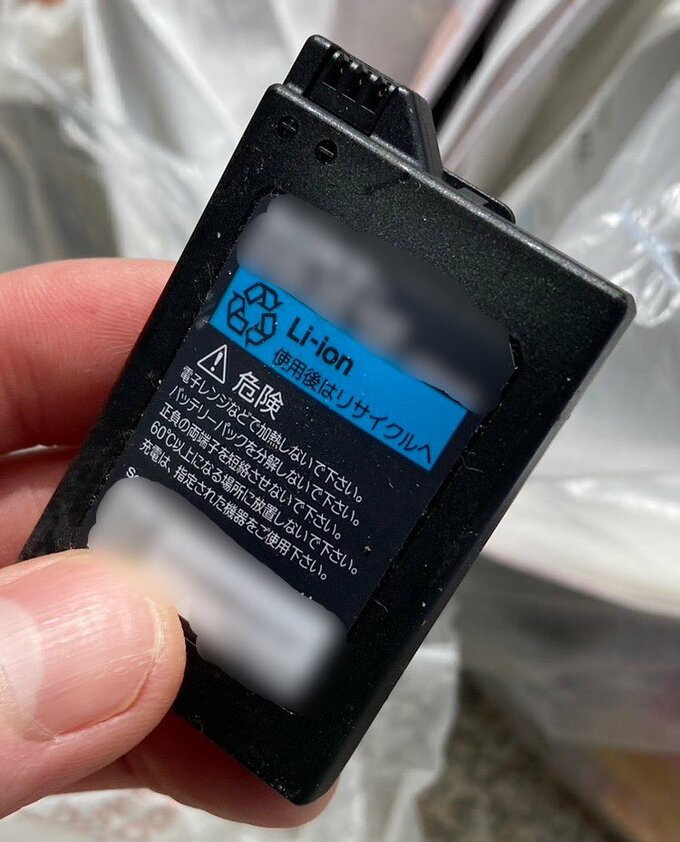 Li-ion
使用後はリサイクルへ
危険
電子レンジなどで加熱しないで下さい。
バッテリーパックを分解しないで下さい。
正負の両端子を短絡させないで下さい。
60℃以上になる場所に放置しないで下さい。
充電は、指定された機器をご使用下さい。